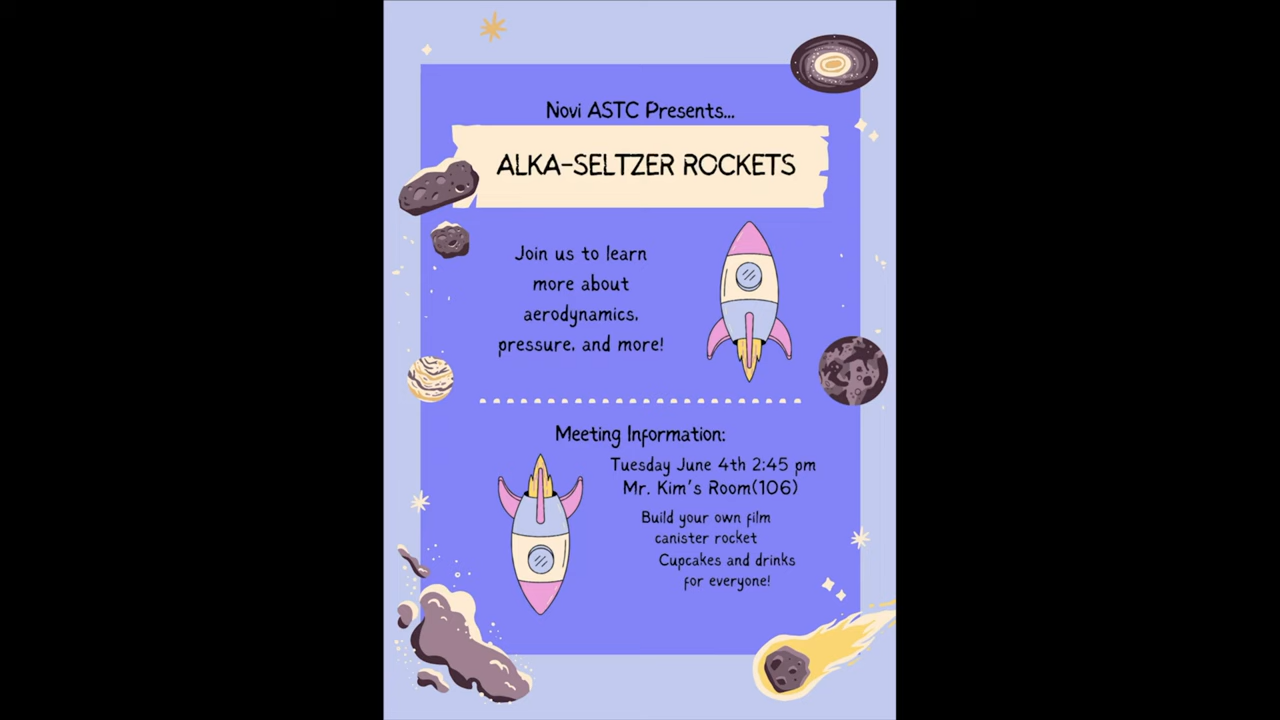 Novi ASTC Presents...
ALKA-SELTZER ROCKETS
Join us to learn
more about
aerodynamics,
pressure, and more!
Meeting Information:
Tuesday June 4th 2:45 pm
Mr. Kim's Room(106)
Build your own film
canister rocket
Cupcakes and drinks
for everyone!